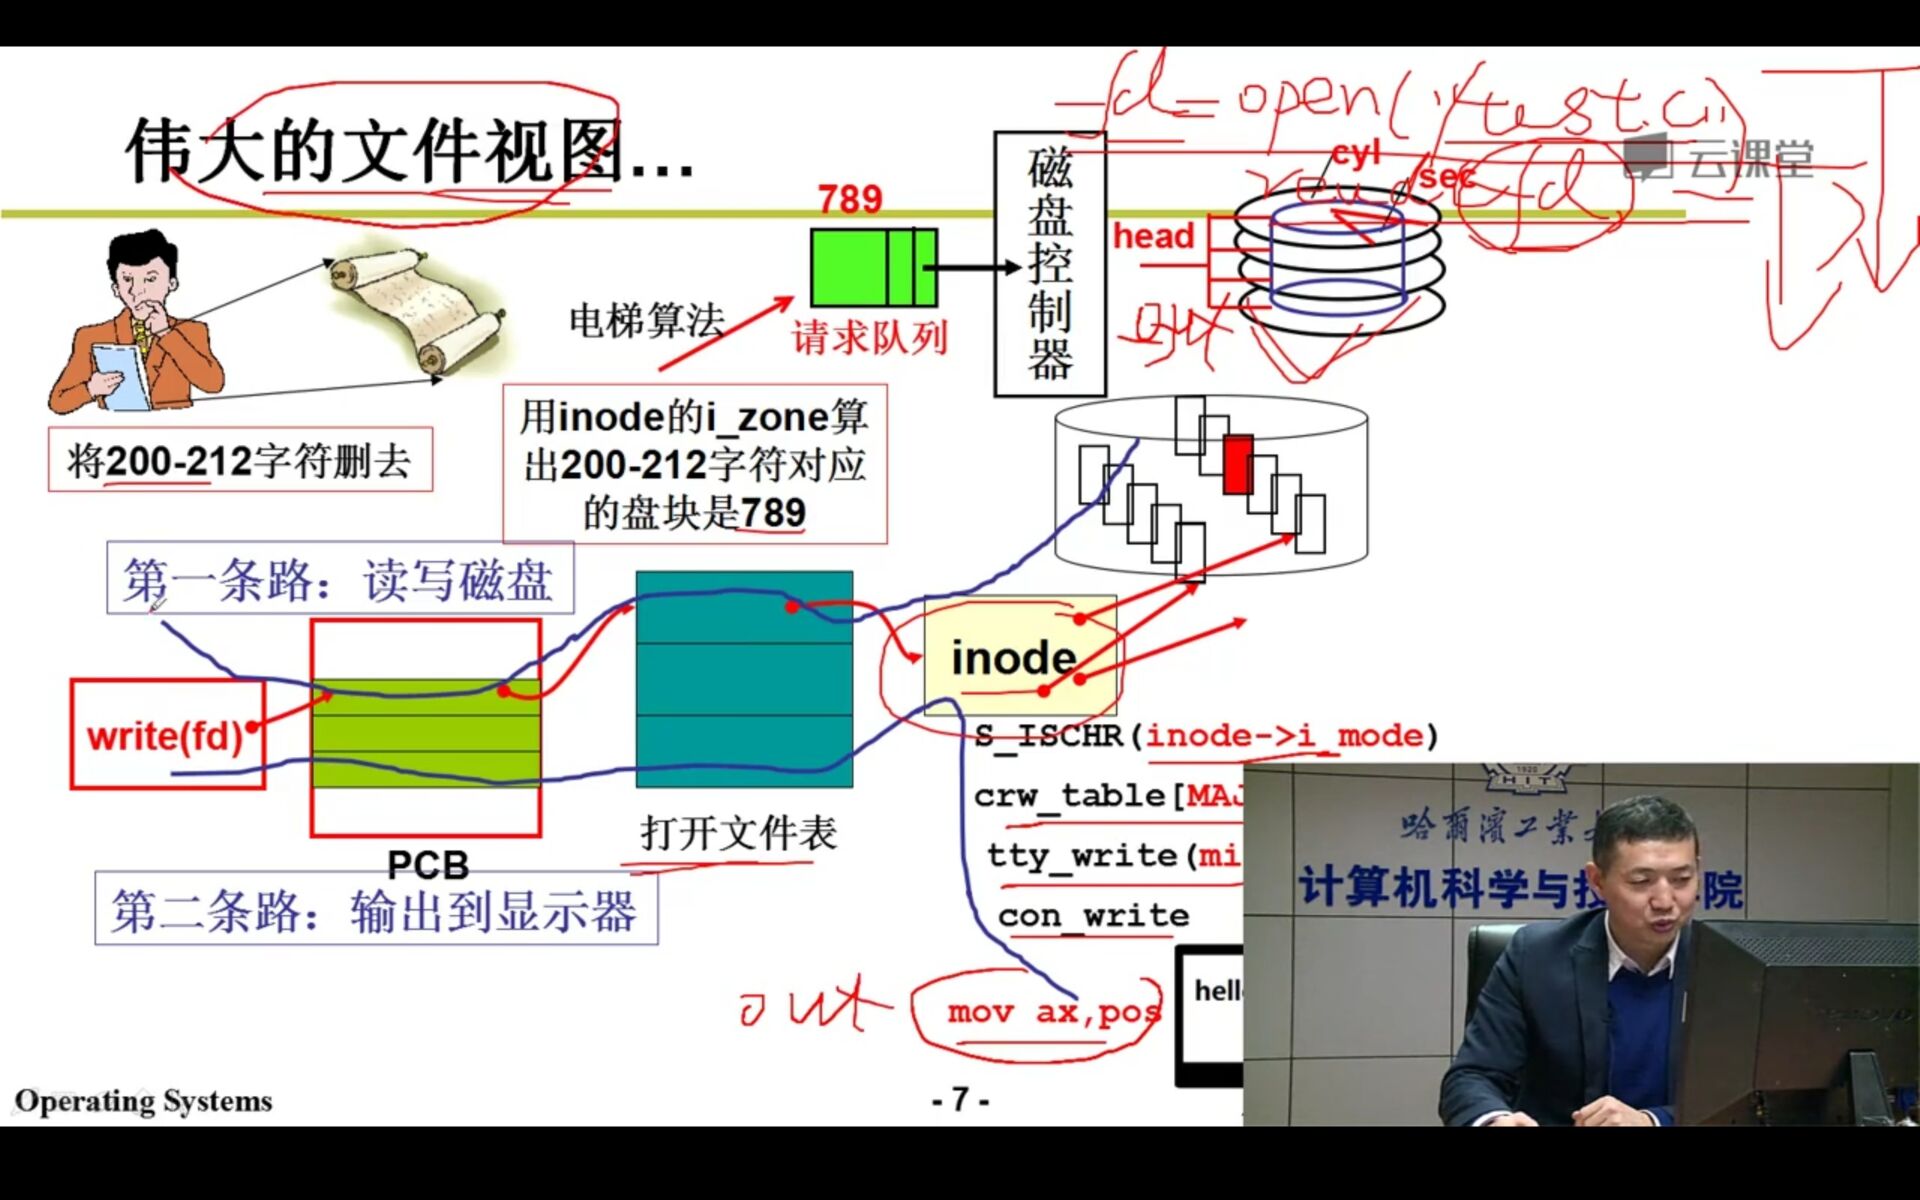 fd=open("/test.c")
云课堂
伟大的文件视图...
cyl
sec
read(fd,
789
磁盘控制器
head
电梯算法
请求队列
out
将200-212字符删去
用inode的i_zone算
出200-212字符对应
的盘块是789
第一条路：读写磁盘
inode
write(fd)
S_ISCHR(inode->i_mode)
crw_table[MAJ
打开文件表
tty_write(mi
PCB
第二条路：输出到显示器
con_write
out mov ax,pos
hell
1920
HIT
哈爾濱工業
计算机科学与技
院
Operating Systems
- 7 -